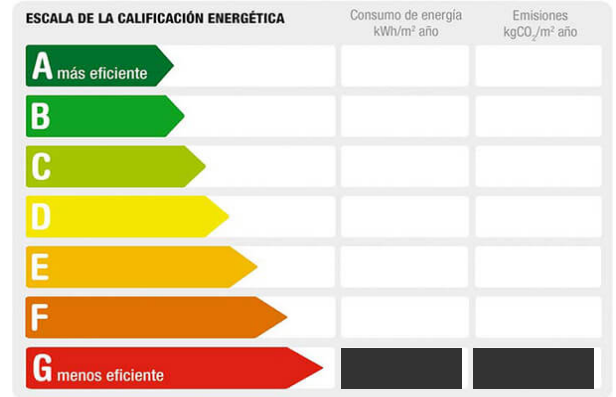 ESCALA DE LA CALIFICACIÓN ENERGÉTICA
Consumo de energía
kWh/m² año
Emisiones
kgCO₂/m² año
A más eficiente
B
C
D
E
F
G menos eficiente